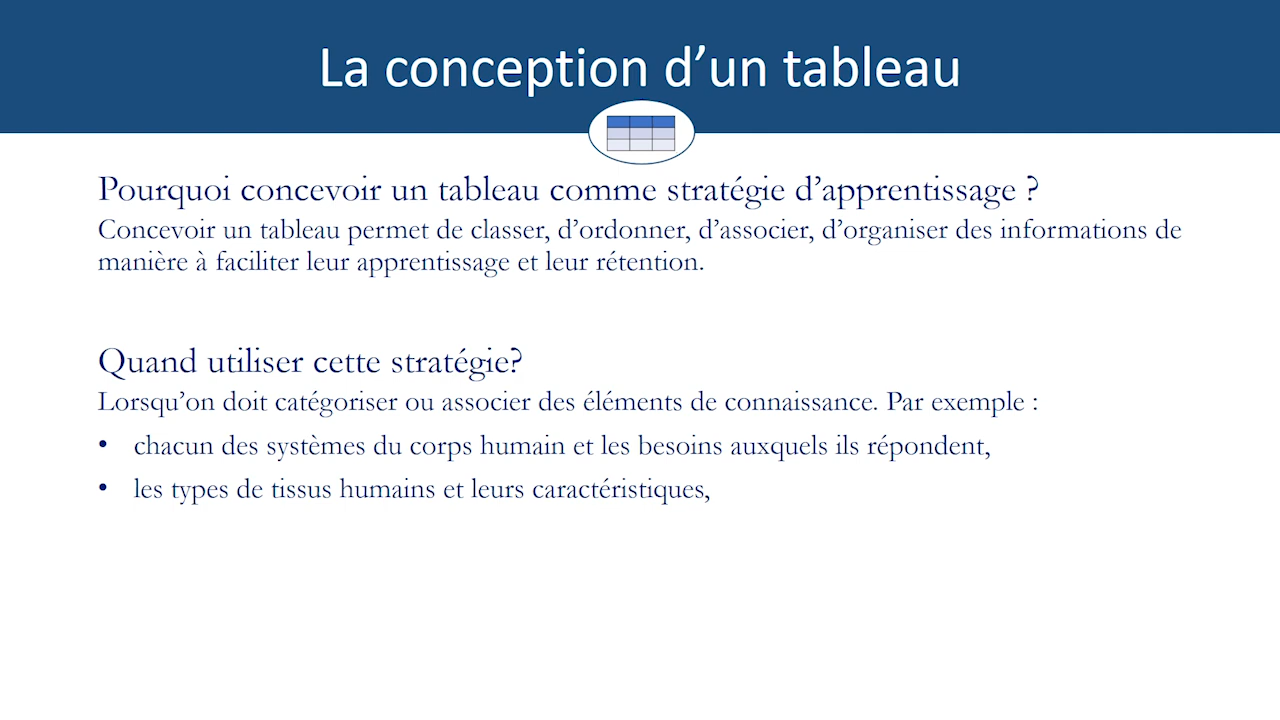 La conception d’un tableau
Pourquoi concevoir un tableau comme stratégie d’apprentissage ?
Concevoir un tableau permet de classer, d’ordonner, d’associer, d’organiser des informations de
manière à faciliter leur apprentissage et leur rétention.
Quand utiliser cette stratégie?
Lorsqu’on doit catégoriser ou associer des éléments de connaissance. Par exemple :
• chacun des systèmes du corps humain et les besoins auxquels ils répondent,
• les types de tissus humains et leurs caractéristiques,